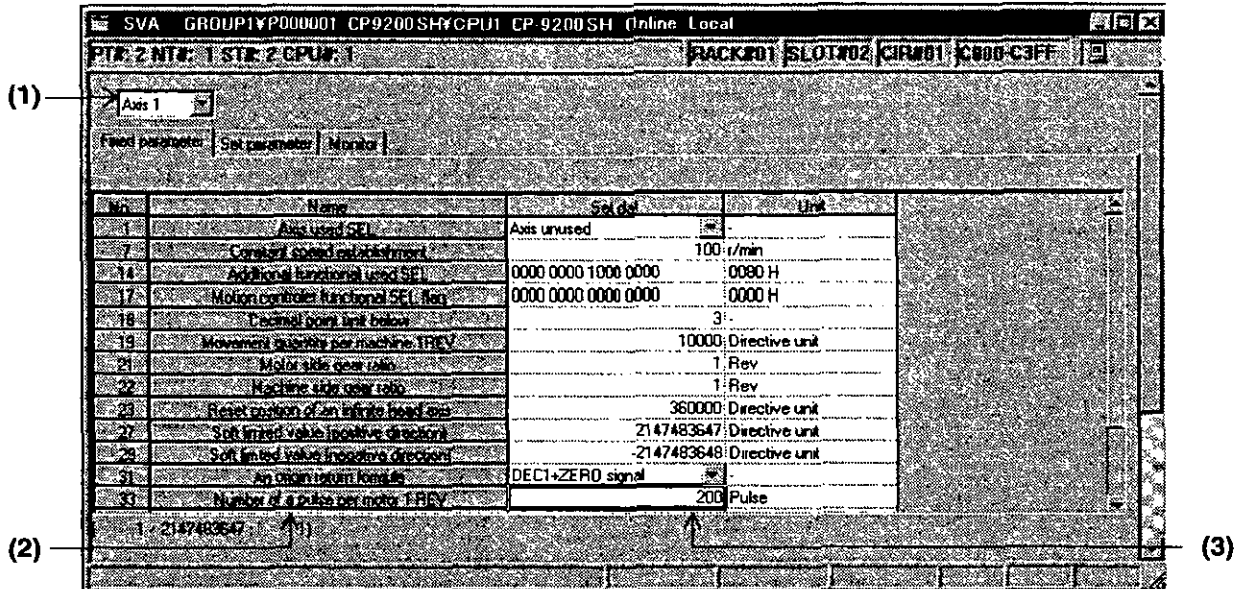 SVA GROUP1¥P000001 CP9200SH¥CPU1 CP-9200SH Online Local
PT#: 2 NT#: 1 ST#: 2 CPU#: 1 RACK#01 SLOT#02 CIR#01 C000-C3FF
(1)
Axis 1
Fixed parameter Set parameter Monitor
No. Name Set dat Unit
1 Axis used SEL Axis unused -
7 Constant speed establishment 100 r/min
14 Additional functional used SEL 0000 0000 1000 0000 0080 H
17 Motion controler functional SEL flag 0000 0000 0000 0000 0000 H
18 Decimal point unit below 3 -
19 Movement quantity per machine 1REV 10000 Directive unit
21 Motor side gear ratio 1 Rev
22 Machine side gear ratio 1 Rev
23 Reset position of an infinite head axis 360000 Directive unit
27 Soft limited value (positive direction) 2147483647 Directive unit
29 Soft limited value (negative direction) -2147483648 Directive unit
31 An origin return formula DEC1+ZERO signal -
33 Number of a pulse per motor 1REV 200 Pulse
1 - 2147483647
(2)
(3)